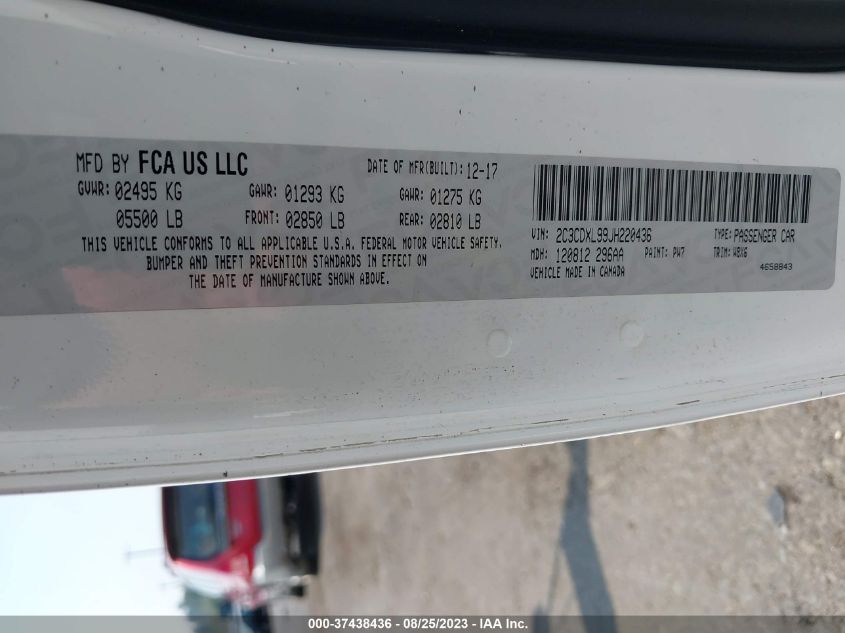 MFD BY FCA US LLC
DATE OF MFR(BUILT): 12-17
GVWR: 02495 KG GAWR: 01293 KG GAWR: 01275 KG
05500 LB FRONT: 02850 LB REAR: 02810 LB
THIS VEHICLE CONFORMS TO ALL APPLICABLE U.S.A. FEDERAL MOTOR VEHICLE SAFETY,
BUMPER AND THEFT PREVENTION STANDARDS IN EFFECT ON
THE DATE OF MANUFACTURE SHOWN ABOVE.
VIN: 2C3CDXL99JH220436 TYPE: PASSENGER CAR
MDH: 120812 296AA PAINT: PW7 TRIM: W8X6
VEHICLE MADE IN CANADA 4658843
000-37438436 - 08/25/2023 - IAA Inc.